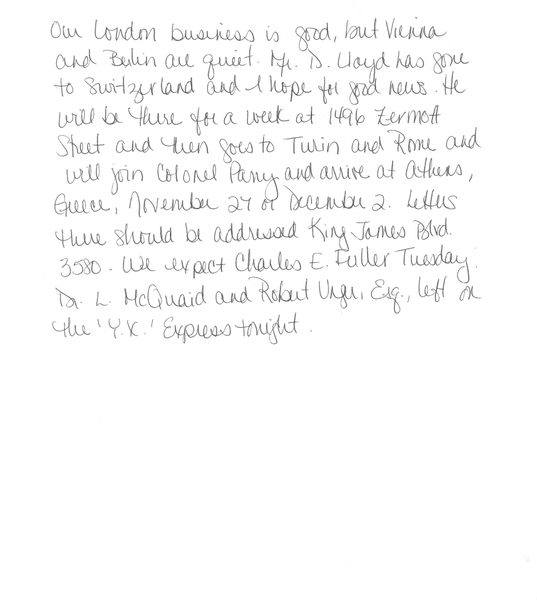 Our London business is good, but Vienna
and Berlin are quiet. Mr. D. Lloyd has gone
to Switzerland and I hope for good news. He
will be there for a week at 1496 Zermott
Street and then goes to Turin and Rome and
will join Colonel Parry and arrive at Athens,
Greece, November 27 or December 2. Letters
there should be addressed King James Blvd.
3580. We expect Charles E. Fuller Tuesday.
Dr. L. McQuaid and Robert Unger, Esq., left on
the 'Y.X.' Express tonight.